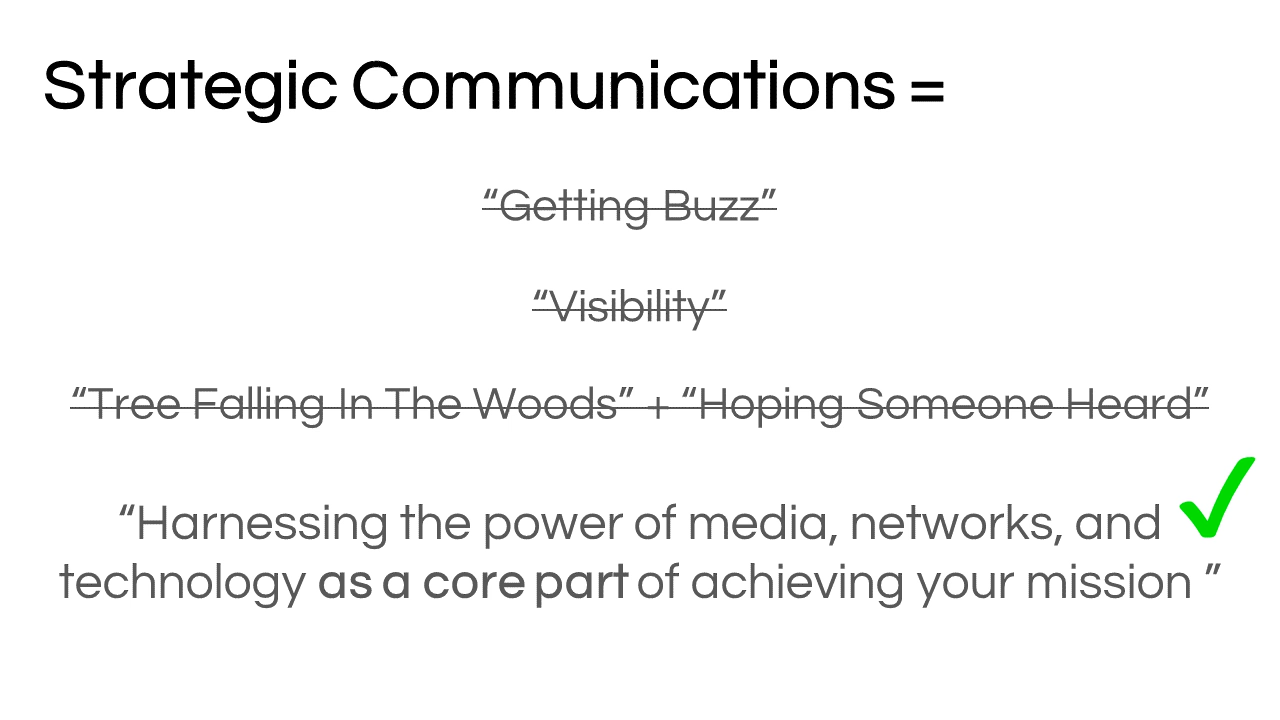 Strategic Communications =
“Getting Buzz”
“Visibility”
“Tree Falling In The Woods” + “Hoping Someone Heard”
“Harnessing the power of media, networks, and
technology as a core part of achieving your mission ”